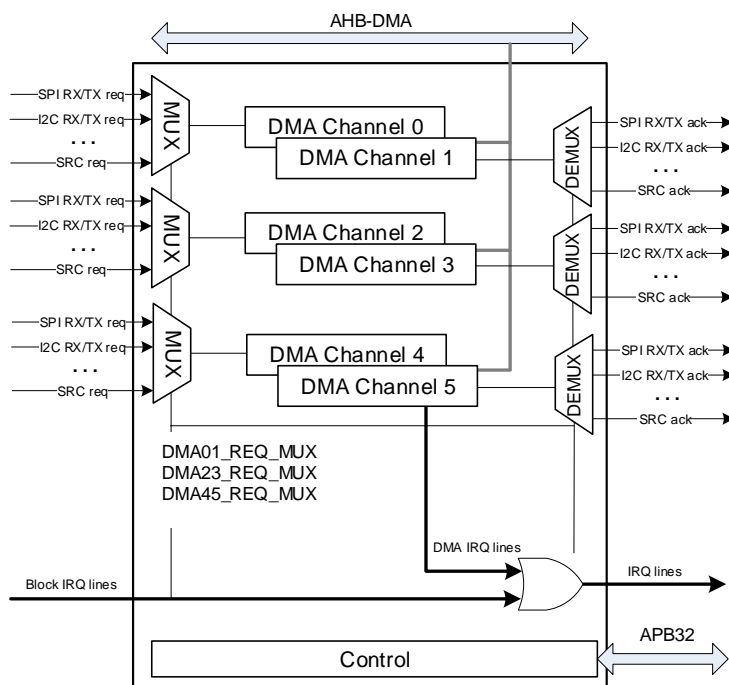 AHB-DMA
SPI RX/TX req
I2C RX/TX req
...
SRC req
MUX
DMA Channel 0
DMA Channel 1
DEMUX
SPI RX/TX ack
I2C RX/TX ack
...
SRC ack
SPI RX/TX req
I2C RX/TX req
...
SRC req
MUX
DMA Channel 2
DMA Channel 3
DEMUX
SPI RX/TX ack
I2C RX/TX ack
...
SRC ack
SPI RX/TX req
I2C RX/TX req
...
SRC req
MUX
DMA Channel 4
DMA Channel 5
DEMUX
SPI RX/TX ack
I2C RX/TX ack
...
SRC ack
DMA01_REQ_MUX
DMA23_REQ_MUX
DMA45_REQ_MUX
DMA IRQ lines
Block IRQ lines
IRQ lines
Control
APB32